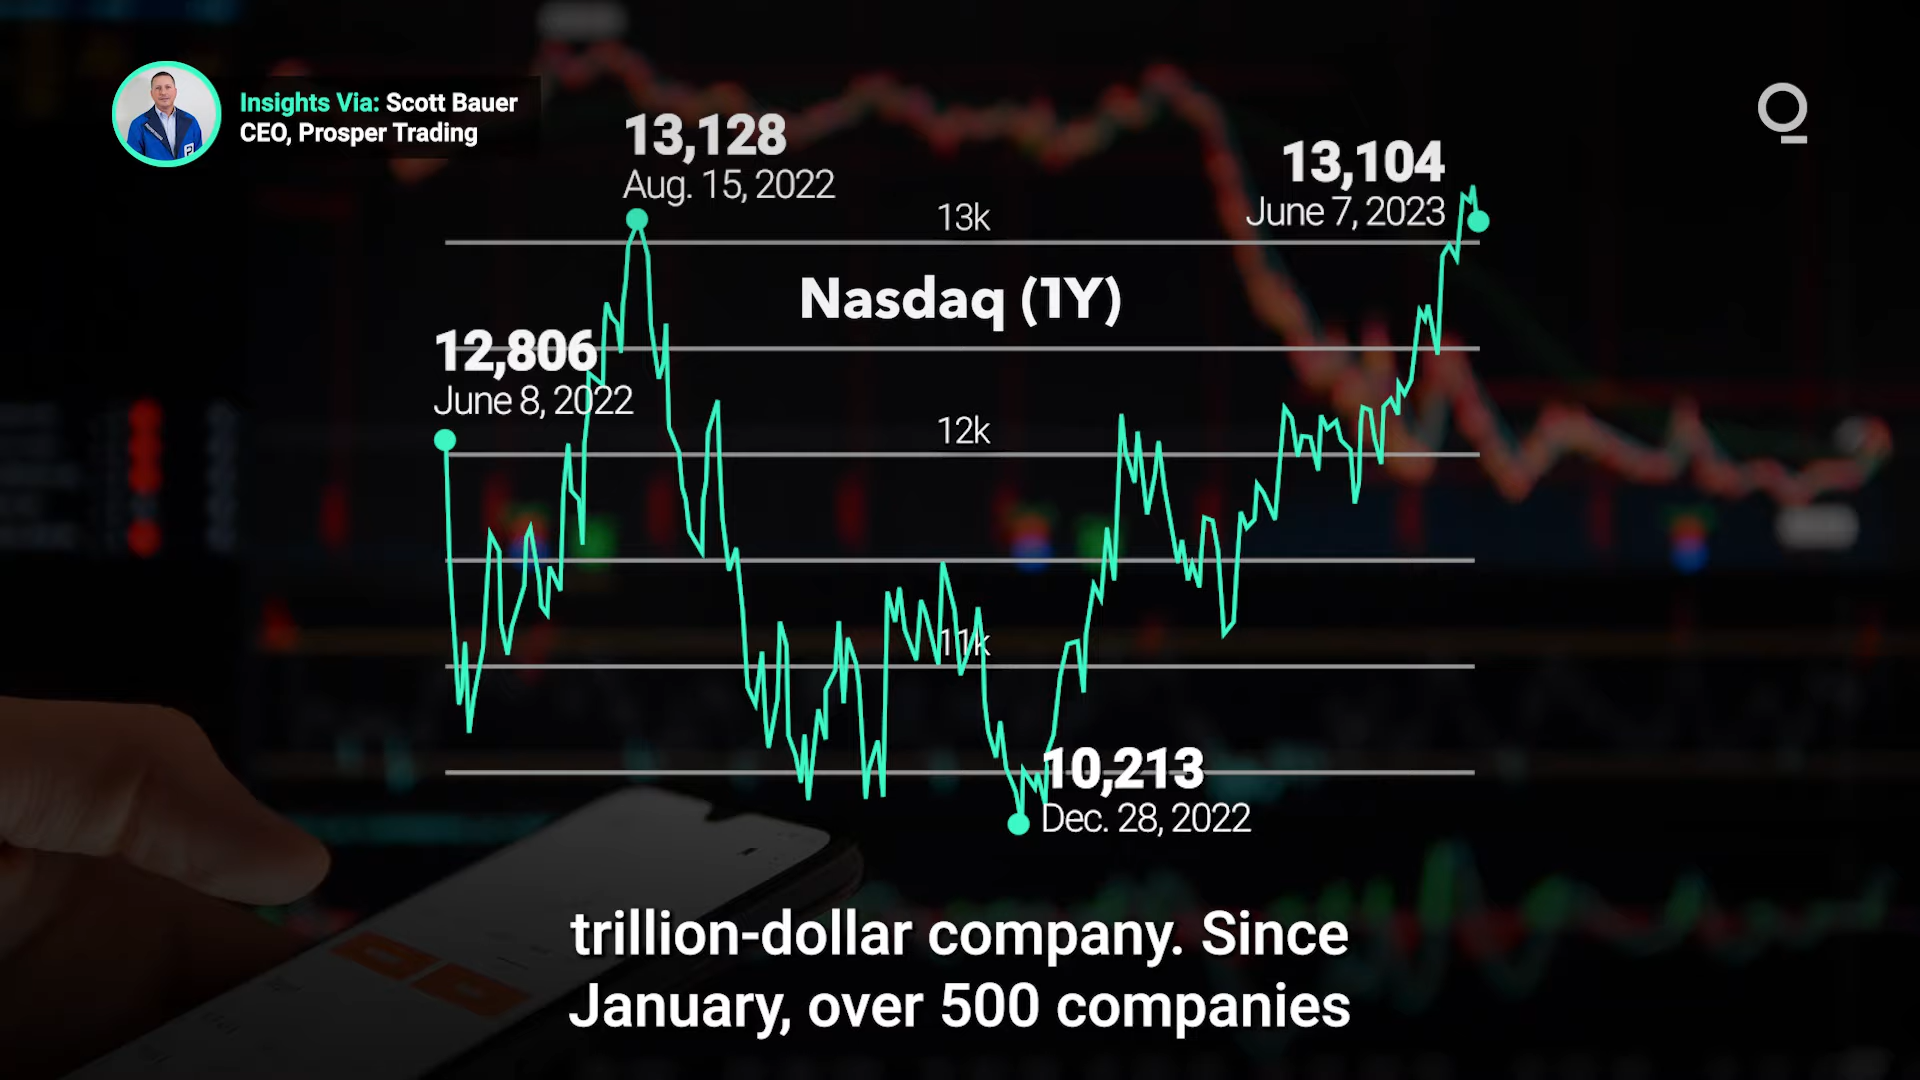 Insights Via: Scott Bauer
CEO, Prosper Trading
13,128
Aug. 15, 2022
13,104
June 7, 2023
13k
Nasdaq (1Y)
12,806
June 8, 2022
12k
11k
10,213
Dec. 28, 2022
trillion-dollar company. Since
January, over 500 companies